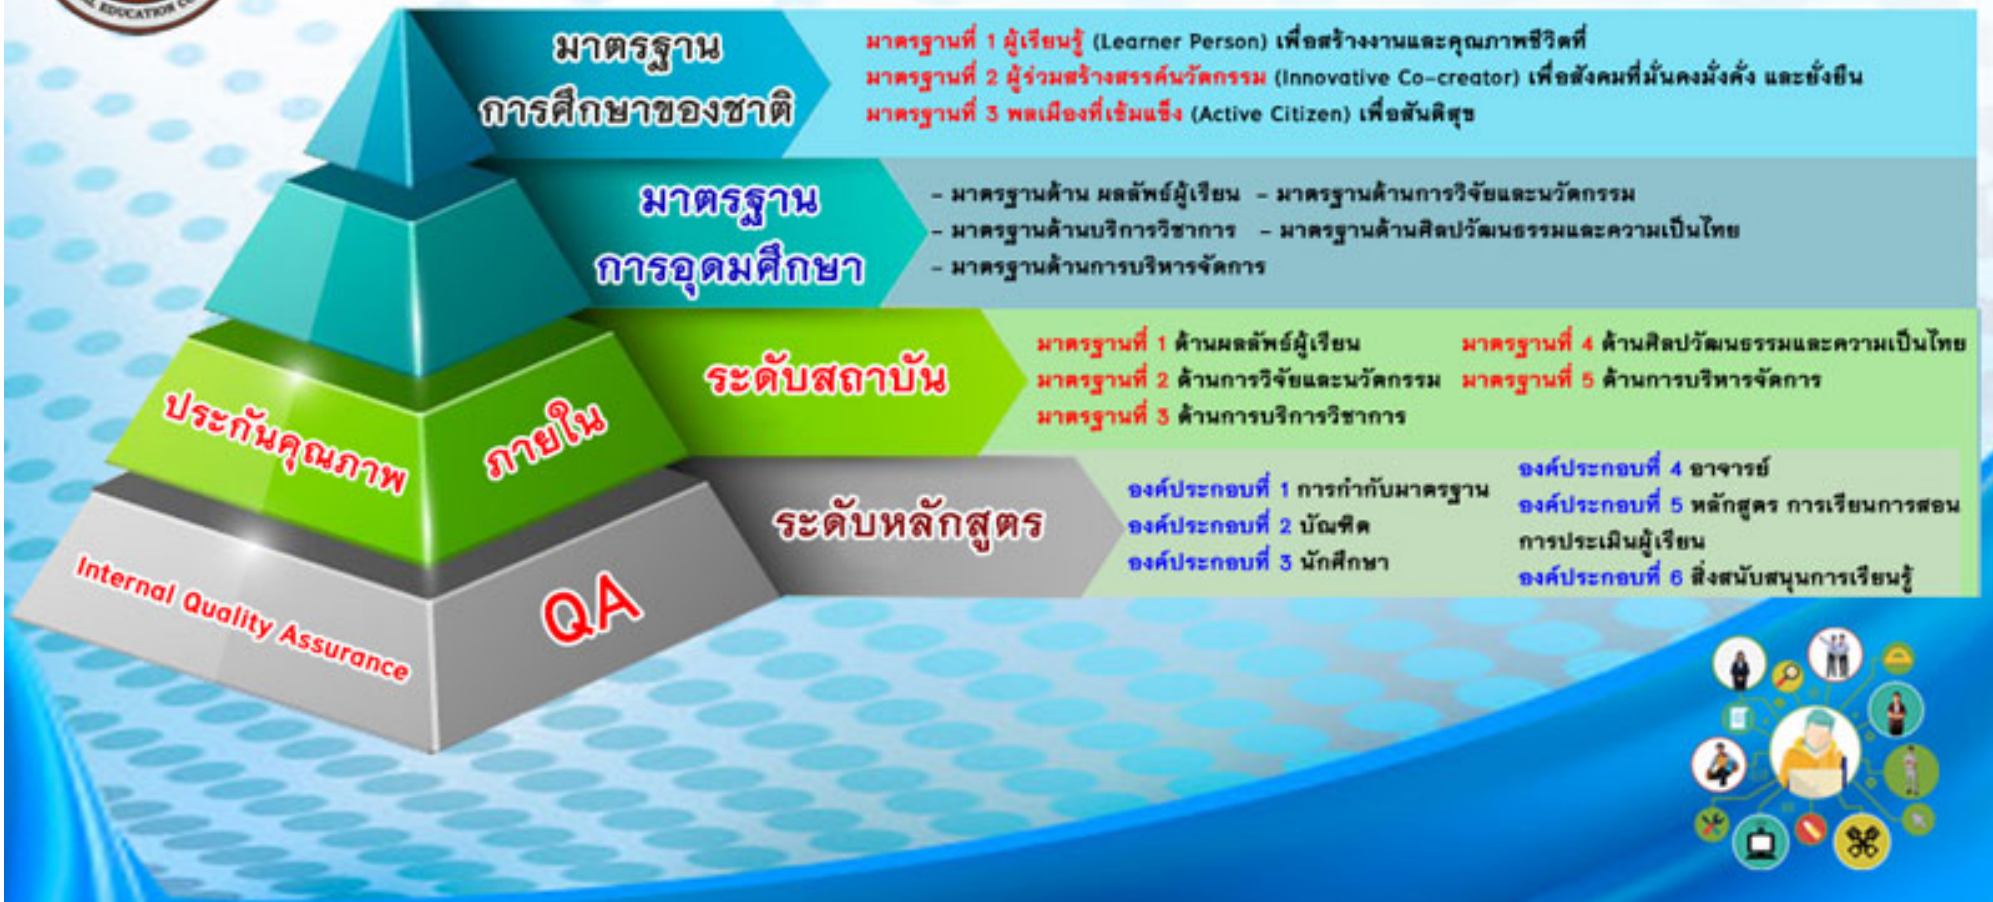 AL EDUCATION CO
มาตรฐาน
การศึกษาของชาติ
มาตรฐานที่ 1 ผู้เรียนรู้ (Learner Person) เพื่อสร้างงานและคุณภาพชีวิตที่
มาตรฐานที่ 2 ผู้ร่วมสร้างสรรค์นวัตกรรม (Innovative Co-creator) เพื่อสังคมที่มั่นคงมั่งคั่ง และยั่งยืน
มาตรฐานที่ 3 พลเมืองที่เข้มแข็ง (Active Citizen) เพื่อสันติสุข
มาตรฐาน
การอุดมศึกษา
- มาตรฐานด้าน ผลลัพธ์ผู้เรียน - มาตรฐานด้านการวิจัยและนวัตกรรม
- มาตรฐานด้านบริการวิชาการ - มาตรฐานด้านศิลปวัฒนธรรมและความเป็นไทย
- มาตรฐานด้านการบริหารจัดการ
ระดับสถาบัน
มาตรฐานที่ 1 ด้านผลลัพธ์ผู้เรียน
มาตรฐานที่ 2 ด้านการวิจัยและนวัตกรรม
มาตรฐานที่ 3 ด้านการบริการวิชาการ
มาตรฐานที่ 4 ด้านศิลปวัฒนธรรมและความเป็นไทย
มาตรฐานที่ 5 ด้านการบริหารจัดการ
ประกันคุณภาพ
ภายใน
ระดับหลักสูตร
องค์ประกอบที่ 1 การกำกับมาตรฐาน
องค์ประกอบที่ 2 บัณฑิต
องค์ประกอบที่ 3 นักศึกษา
องค์ประกอบที่ 4 อาจารย์
องค์ประกอบที่ 5 หลักสูตร การเรียนการสอน
การประเมินผู้เรียน
องค์ประกอบที่ 6 สิ่งสนับสนุนการเรียนรู้
Internal Quality Assurance
QA